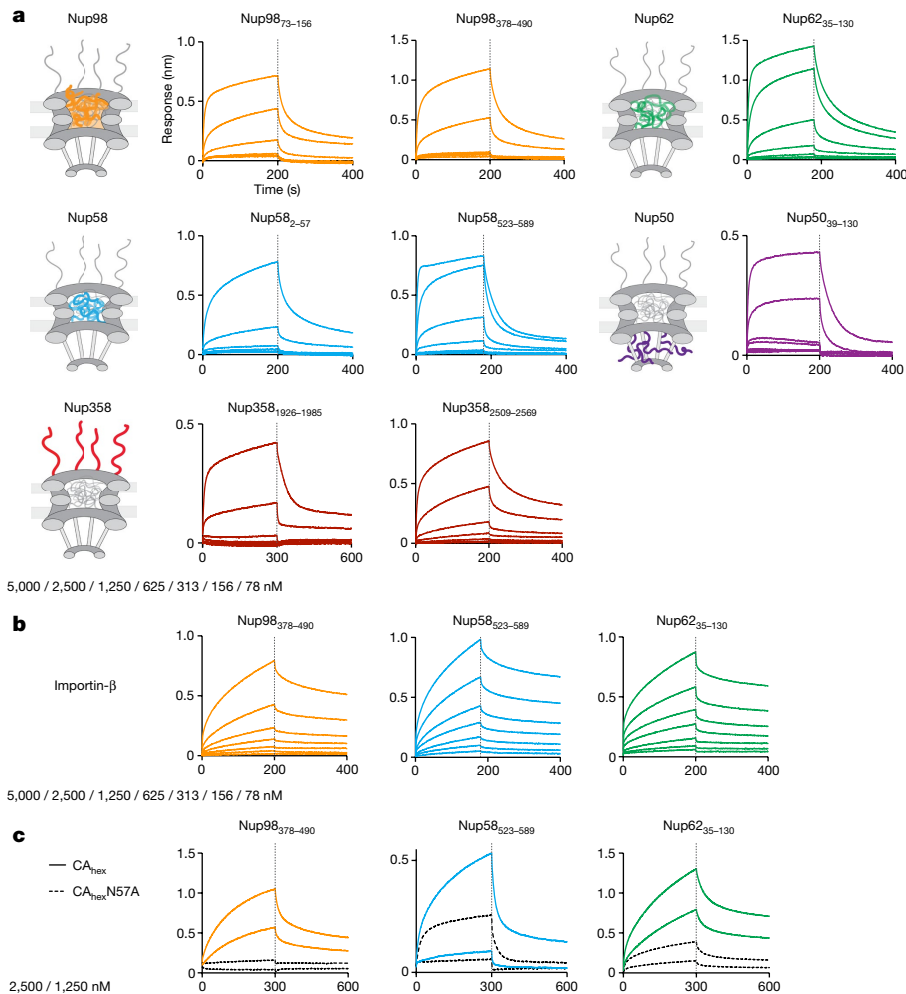 a
Nup98
Nup98₇₃₋₁₅₆
Nup98₃₇₈₋₄₉₀
Nup62
Nup62₃₅₋₁₃₀
Response (nm)
1.0
0.5
0
0 200 400
Time (s)
1.5
1.0
0.5
0
0 200 400
1.5
1.0
0.5
0
0 200 400
Nup58
Nup58₂₋₅₇
Nup58₅₂₃₋₅₈₉
Nup50
Nup50₃₉₋₁₃₀
1.0
0.5
0
0 200 400
1.0
0.5
0
0 200 400
0.5
0
0 200 400
Nup358
Nup358₁₉₂₆₋₁₉₈₅
Nup358₂₅₀₉₋₂₅₆₉
0.5
0
0 300 600
1.0
0.5
0
0 200 400
5,000 / 2,500 / 1,250 / 625 / 313 / 156 / 78 nM
b
Nup98₃₇₈₋₄₉₀
Nup58₅₂₃₋₅₈₉
Nup62₃₅₋₁₃₀
Importin-β
1.0
0.5
0
0 200 400
1.0
0.5
0
0 200 400
1.0
0.5
0
0 200 400
5,000 / 2,500 / 1,250 / 625 / 313 / 156 / 78 nM
c
Nup98₃₇₈₋₄₉₀
Nup58₅₂₃₋₅₈₉
Nup62₃₅₋₁₃₀
CAhex
CAhexN57A
1.5
1.0
0.5
0
0 300 600
0.5
0
0 300 600
1.5
1.0
0.5
0
0 300 600
2,500 / 1,250 nM